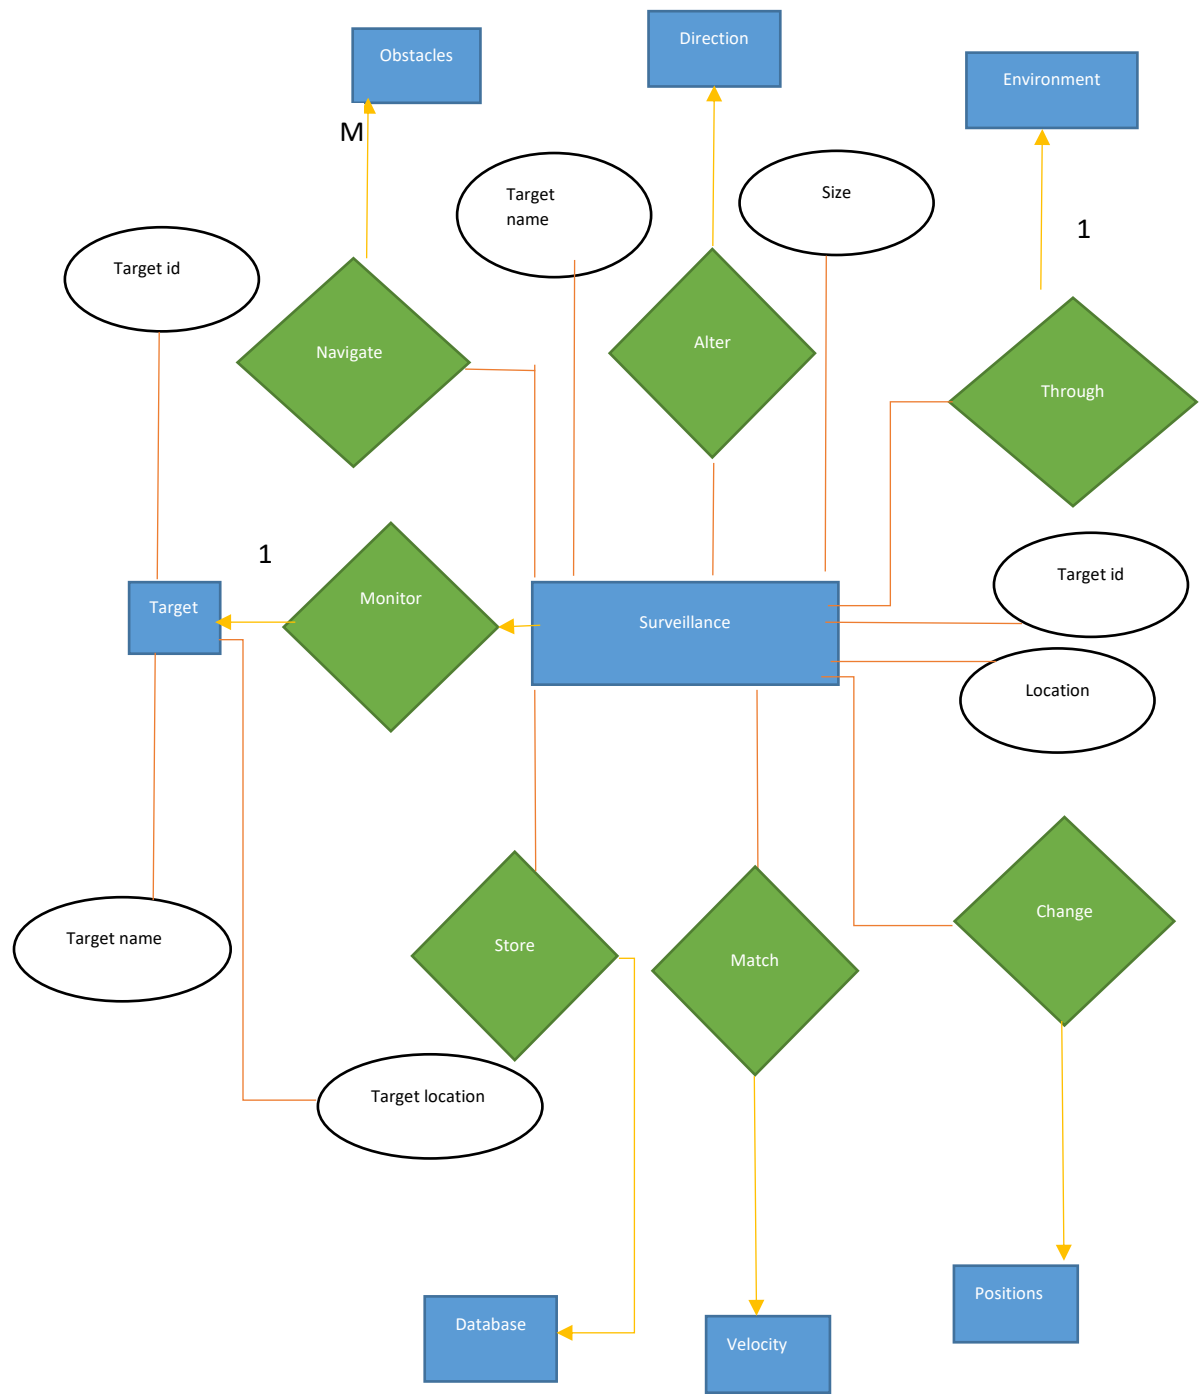 Direction
Obstacles
Environment
M
Target
name
Size
1
Target id
Navigate
Alter
Through
1
Target id
Monitor
Target
Surveillance
Location
Target name
Store
Match
Change
Target location
Positions
Database
Velocity